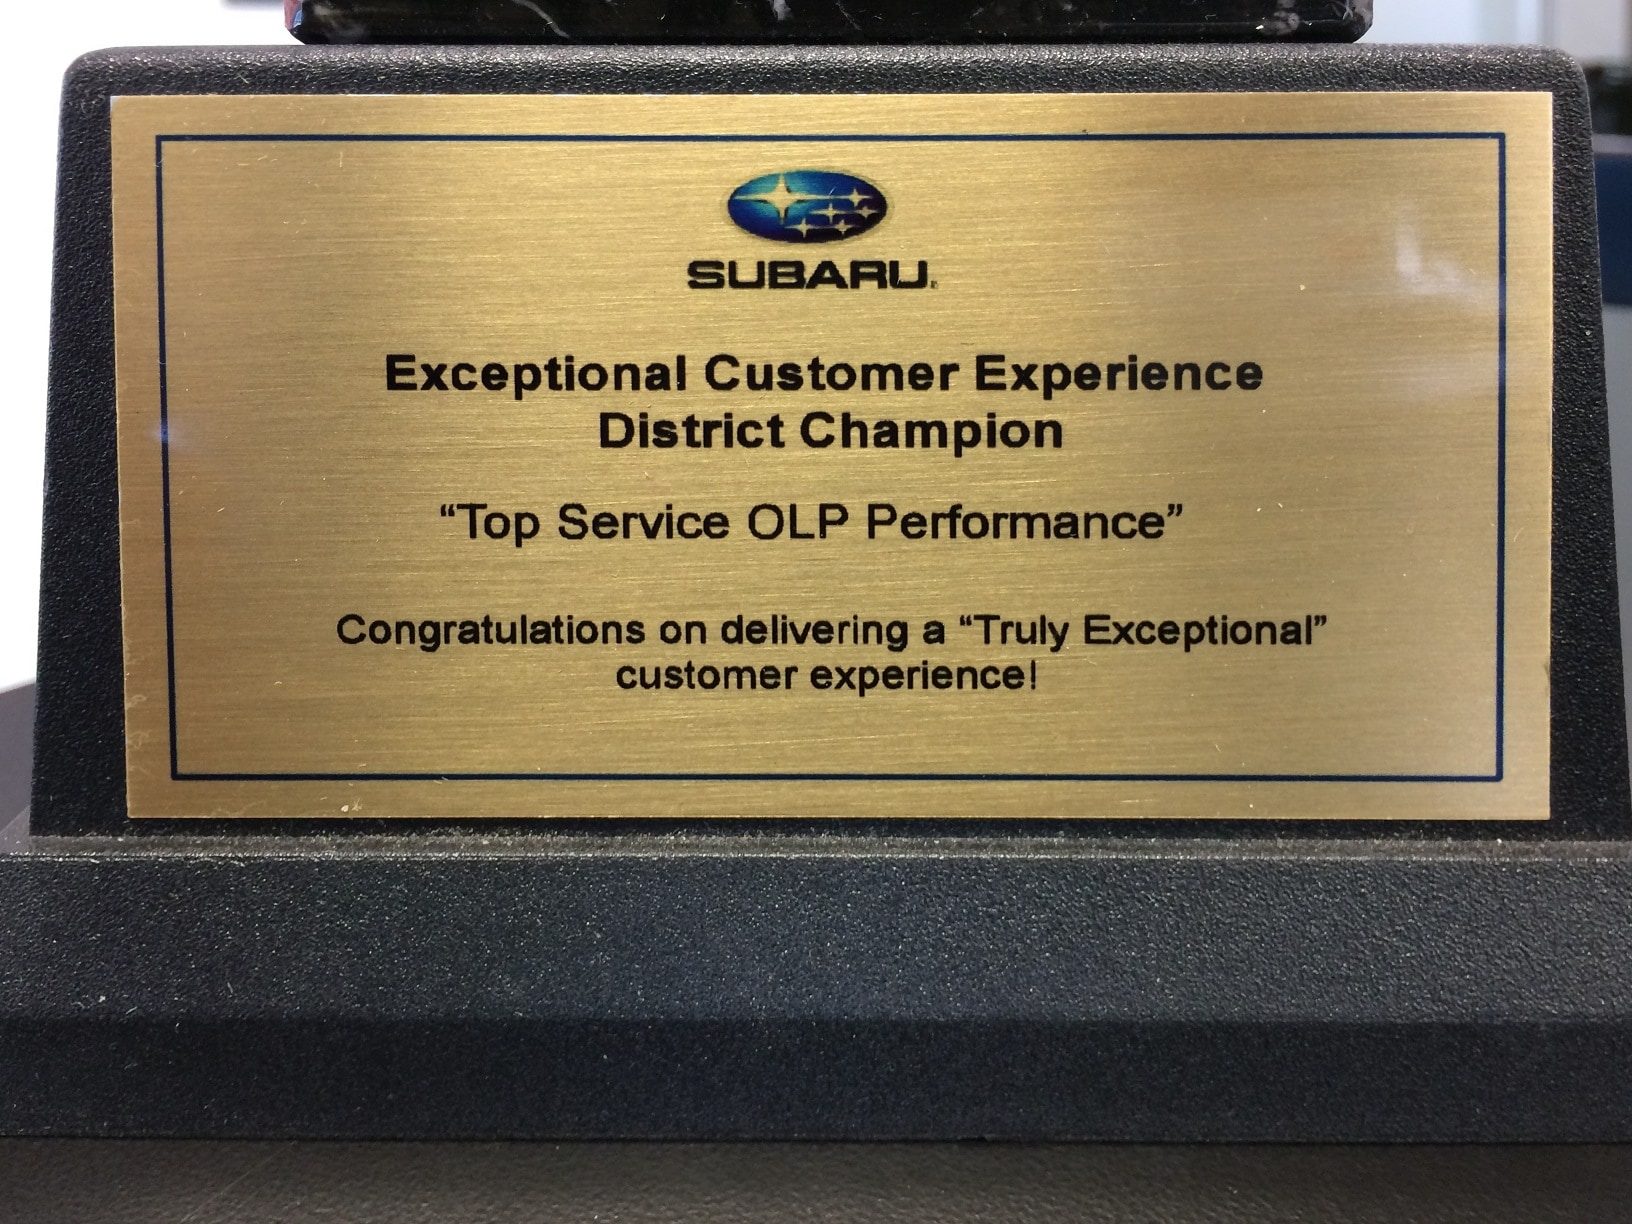 SUBARU
Exceptional Customer Experience
District Champion
“Top Service OLP Performance”
Congratulations on delivering a “Truly Exceptional”
customer experience!